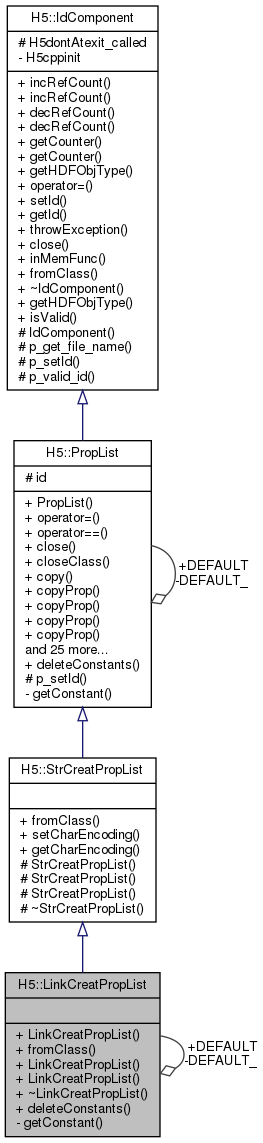 H5::IdComponent
# H5dontAtexit_called
- H5cppinit
+ incRefCount()
+ incRefCount()
+ decRefCount()
+ decRefCount()
+ getCounter()
+ getCounter()
+ getHDFObjType()
+ operator=()
+ setId()
+ getId()
+ throwException()
+ close()
+ inMemFunc()
+ fromClass()
+ ~IdComponent()
+ getHDFObjType()
+ isValid()
# IdComponent()
# p_get_file_name()
# p_setId()
# p_valid_id()
H5::PropList
# id
+ PropList()
+ operator=()
+ operator==()
+ close()
+ closeClass()
+ copy()
+ copyProp()
+ copyProp()
+ copyProp()
+ copyProp()
and 25 more...
+ deleteConstants()
# p_setId()
- getConstant()
+DEFAULT
-DEFAULT_
H5::StrCreatPropList
+ fromClass()
+ setCharEncoding()
+ getCharEncoding()
# StrCreatPropList()
# StrCreatPropList()
# StrCreatPropList()
# ~StrCreatPropList()
H5::LinkCreatPropList
+ LinkCreatPropList()
+ fromClass()
+ LinkCreatPropList()
+ LinkCreatPropList()
+ ~LinkCreatPropList()
+ deleteConstants()
- getConstant()
+DEFAULT
-DEFAULT_